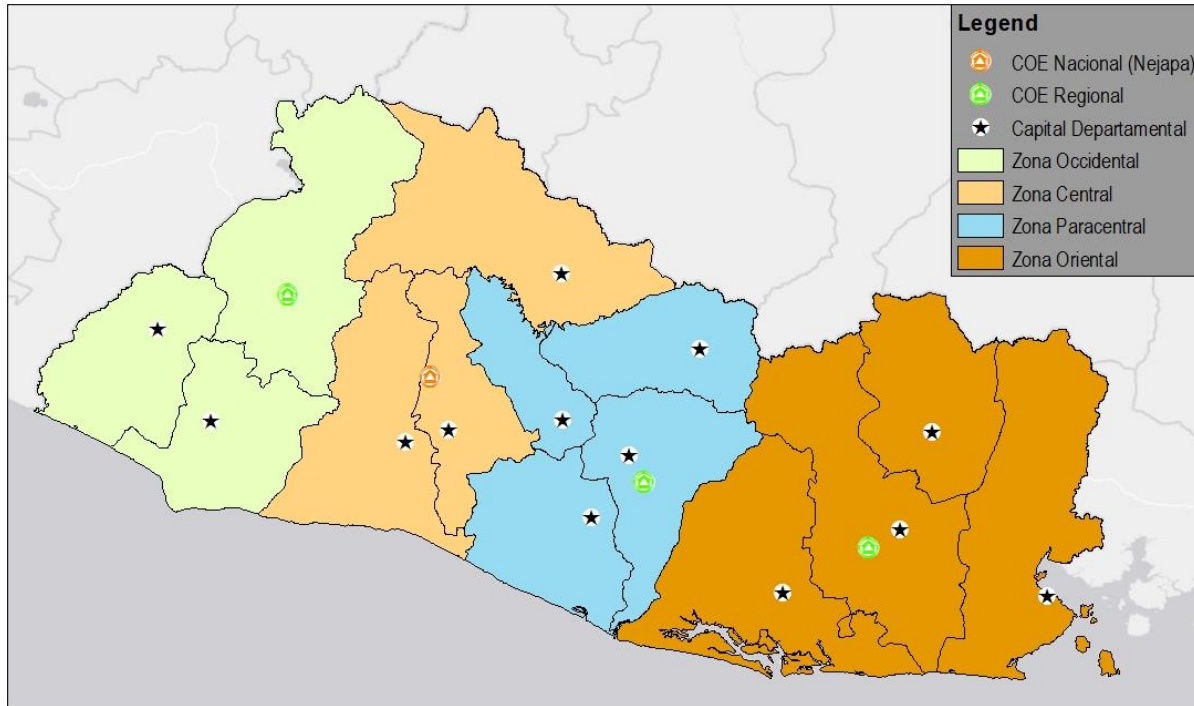 Legend
COE Nacional (Nejapa)
COE Regional
Capital Departamental
Zona Occidental
Zona Central
Zona Paracentral
Zona Oriental